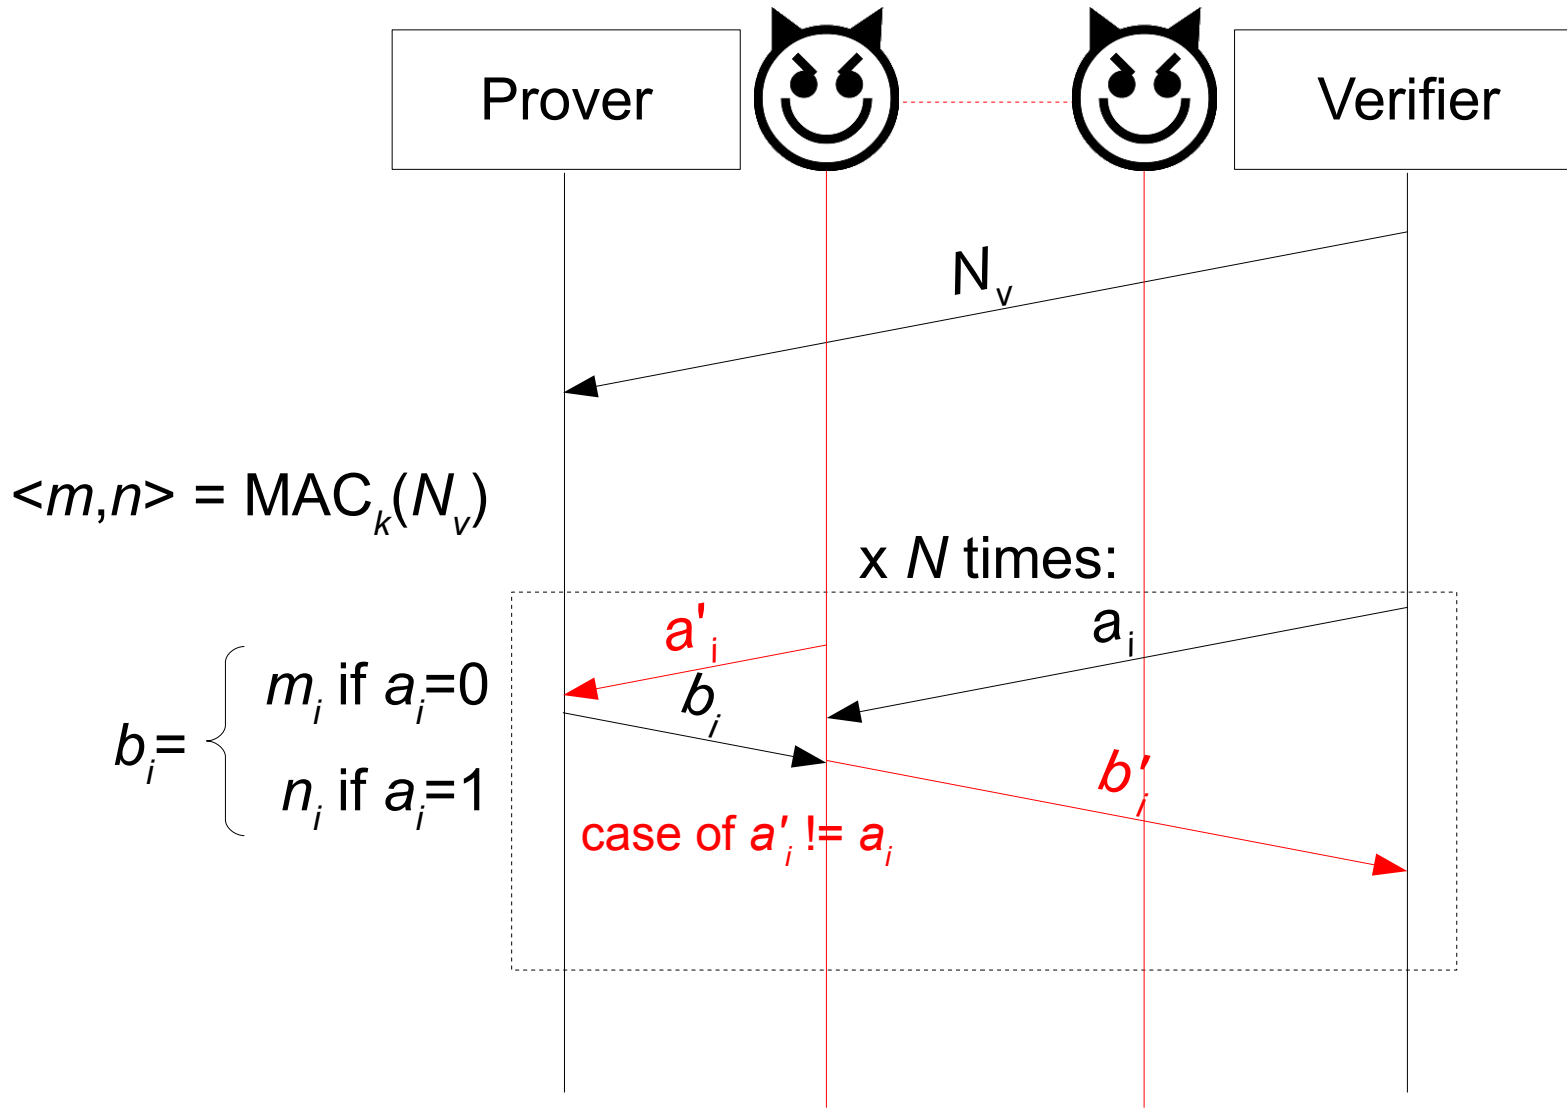 Prover
Verifier
N_v
<m,n> = MAC_k(N_v)
x N times:
a'_i
a_i
b_i
m_i if a_i=0
b_i=
n_i if a_i=1
b'_i
case of a'_i != a_i